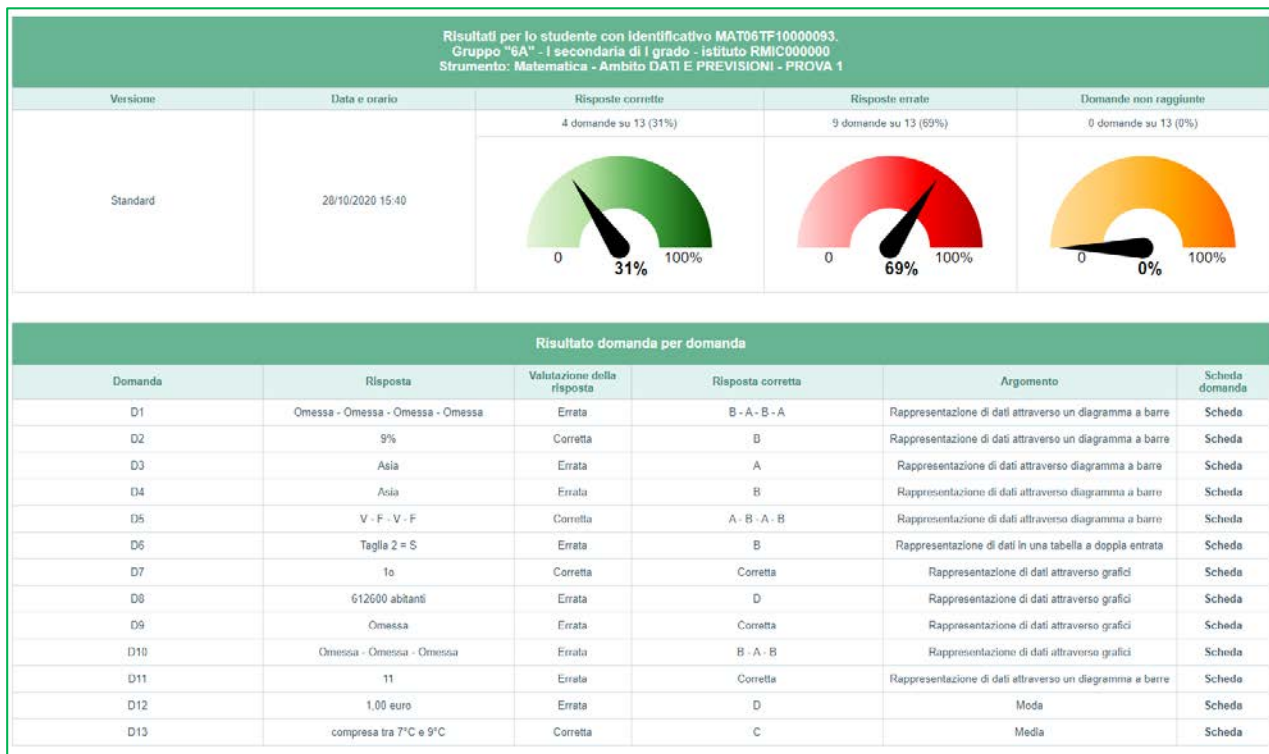 Risultati per lo studente con identificativo MAT06TF10000093.
Gruppo "6A" - I secondaria di I grado - istituto RMIC000000
Strumento: Matematica - Ambito DATI E PREVISIONI - PROVA 1
Versione Data e orario Risposte corrette Risposte errate Domande non raggiunte
4 domande su 13 (31%) 9 domande su 13 (69%) 0 domande su 13 (0%)
Standard 28/10/2020 15:40
0 31% 100% 0 69% 100% 0 0% 100%
Risultato domanda per domanda
Domanda Risposta Valutazione della risposta Risposta corretta Argomento Scheda domanda
D1 Omessa - Omessa - Omessa - Omessa Errata B - A - B - A Rappresentazione di dati attraverso un diagramma a barre Scheda
D2 9% Corretta B Rappresentazione di dati attraverso un diagramma a barre Scheda
D3 Asia Errata A Rappresentazione di dati attraverso diagramma a barre Scheda
D4 Asia Errata B Rappresentazione di dati attraverso diagramma a barre Scheda
D5 V - F - V - F Corretta A - B - A - B Rappresentazione di dati attraverso diagramma a barre Scheda
D6 Taglia 2 = S Errata B Rappresentazione di dati in una tabella a doppia entrata Scheda
D7 1o Corretta Corretta Rappresentazione di dati attraverso grafici Scheda
D8 612600 abitanti Errata D Rappresentazione di dati attraverso grafici Scheda
D9 Omessa Errata Corretta Rappresentazione di dati attraverso grafici Scheda
D10 Omessa - Omessa - Omessa Errata B - A - B Rappresentazione di dati attraverso grafici Scheda
D11 11 Errata Corretta Rappresentazione di dati attraverso un diagramma a barre Scheda
D12 1,00 euro Errata D Moda Scheda
D13 compresa tra 7°C e 9°C Corretta C Media Scheda